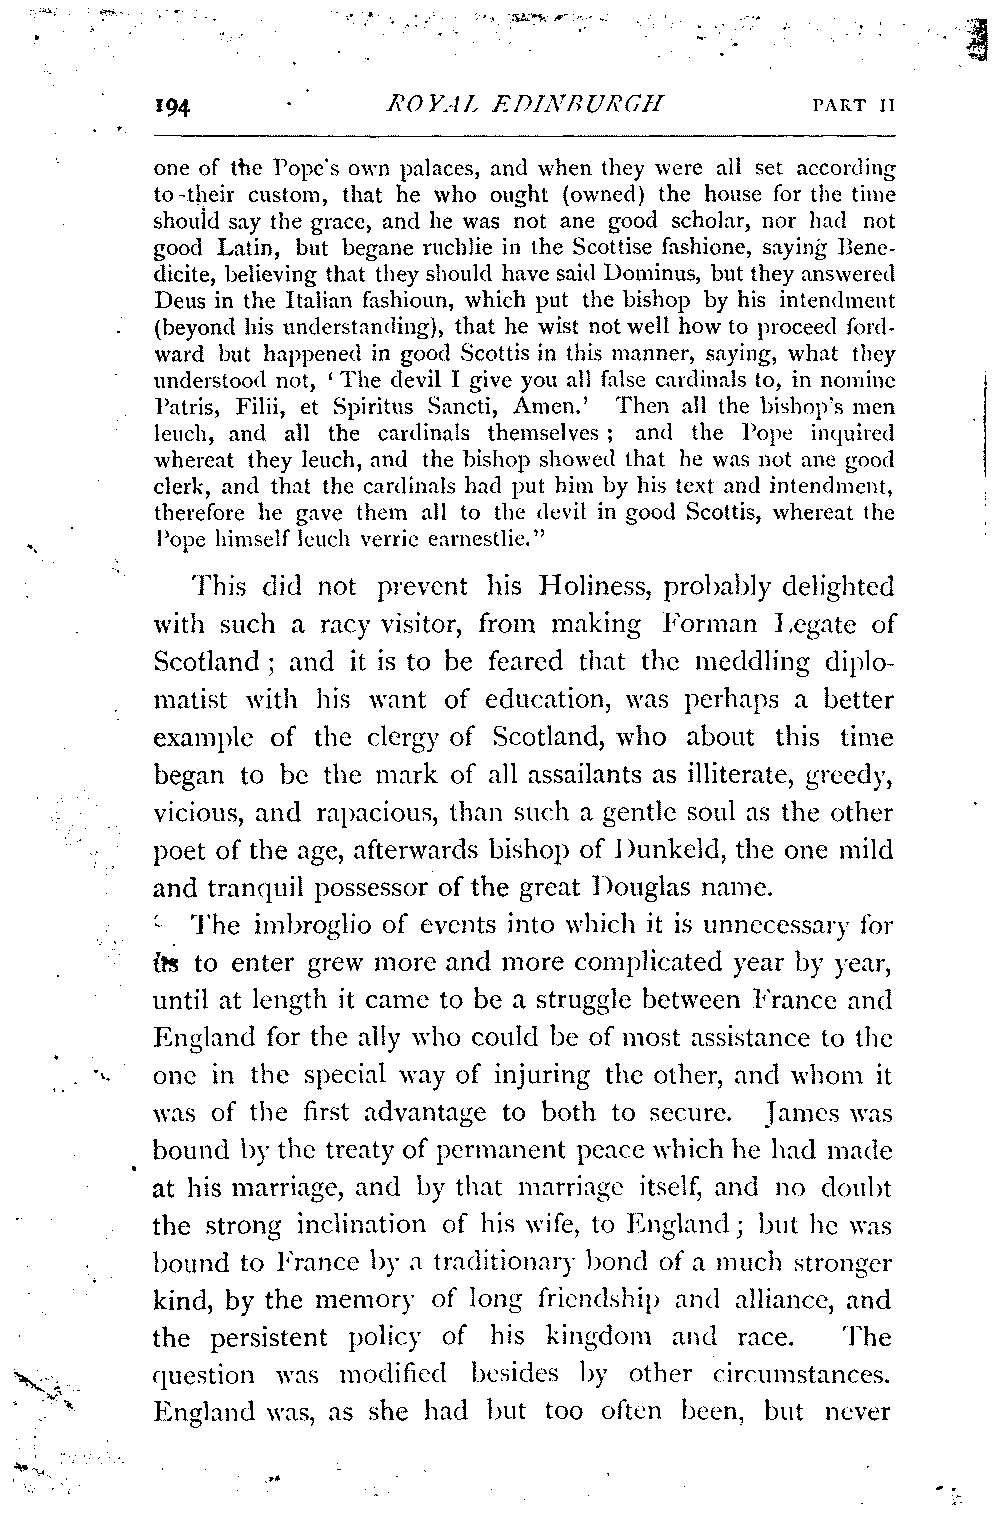 194 ROYAL EDINBURGH PART II
one of the Pope's own palaces, and when they were all set according
to their custom, that he who ought (owned) the house for the time
should say the grace, and he was not ane good scholar, nor had not
good Latin, but begane ruchlie in the Scottise fashione, saying Bene-
dicite, believing that they should have said Dominus, but they answered
Deus in the Italian fashioun, which put the bishop by his intendment
(beyond his understanding), that he wist not well how to proceed ford-
ward but happened in good Scottis in this manner, saying, what they
understood not, ‘The devil I give you all false cardinals to, in nomine
Patris, Filii, et Spiritus Sancti, Amen.’ Then all the bishop's men
leuch, and all the cardinals themselves; and the Pope inquired
whereat they leuch, and the bishop showed that he was not ane good
clerk, and that the cardinals had put him by his text and intendment,
therefore he gave them all to the devil in good Scottis, whereat the
Pope himself leuch verrie earnestlie.”
This did not prevent his Holiness, probably delighted
with such a racy visitor, from making Forman Legate of
Scotland; and it is to be feared that the meddling diplo-
matist with his want of education, was perhaps a better
example of the clergy of Scotland, who about this time
began to be the mark of all assailants as illiterate, greedy,
vicious, and rapacious, than such a gentle soul as the other
poet of the age, afterwards bishop of Dunkeld, the one mild
and tranquil possessor of the great Douglas name.
The imbroglio of events into which it is unnecessary for
us to enter grew more and more complicated year by year,
until at length it came to be a struggle between France and
England for the ally who could be of most assistance to the
one in the special way of injuring the other, and whom it
was of the first advantage to both to secure. James was
bound by the treaty of permanent peace which he had made
at his marriage, and by that marriage itself, and no doubt
the strong inclination of his wife, to England; but he was
bound to France by a traditionary bond of a much stronger
kind, by the memory of long friendship and alliance, and
the persistent policy of his kingdom and race. The
question was modified besides by other circumstances.
England was, as she had but too often been, but never